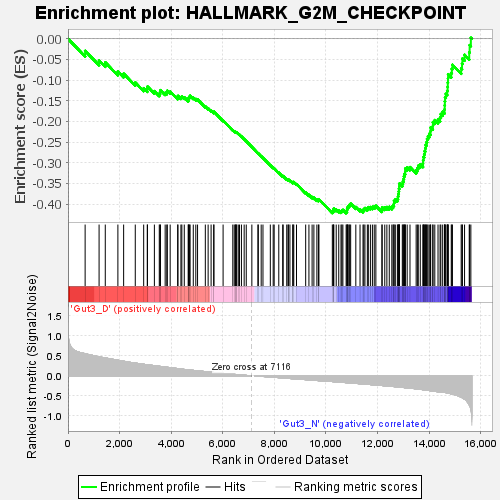 Enrichment plot: HALLMARK_G2M_CHECKPOINT
Enrichment score (ES)
0.00
-0.05
-0.10
-0.15
-0.20
-0.25
-0.30
-0.35
-0.40
'Gut3_D' (positively correlated)
Ranked list metric (Signal2Noise)
1.5
1.0
0.5
0.0
-0.5
-1.0
Zero cross at 7116
'Gut3_N' (negatively correlated)
0
2,000
4,000
6,000
8,000
10,000
12,000
14,000
16,000
Rank in Ordered Dataset
Enrichment profile
Hits
Ranking metric scores